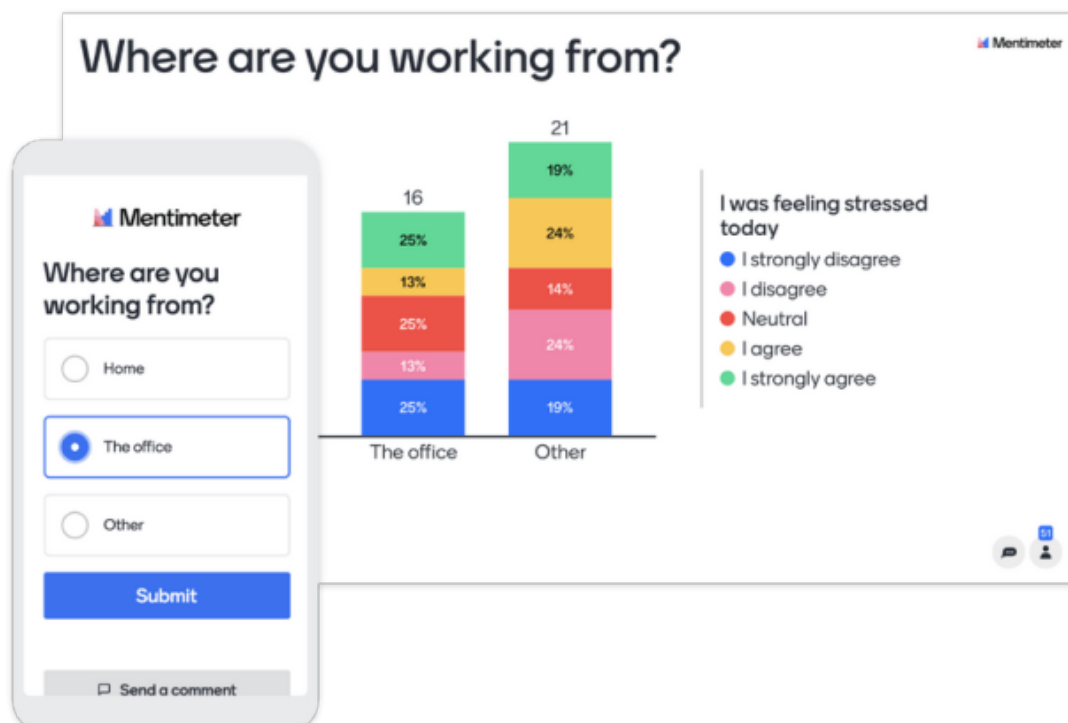 Where are you working from?
Mentimeter
21
19%
24%
14%
24%
19%
Other
16
25%
13%
25%
13%
25%
The office
I was feeling stressed
today
I strongly disagree
I disagree
Neutral
I agree
I strongly agree
51
Mentimeter
Where are you
working from?
Home
The office
Other
Submit
Send a comment